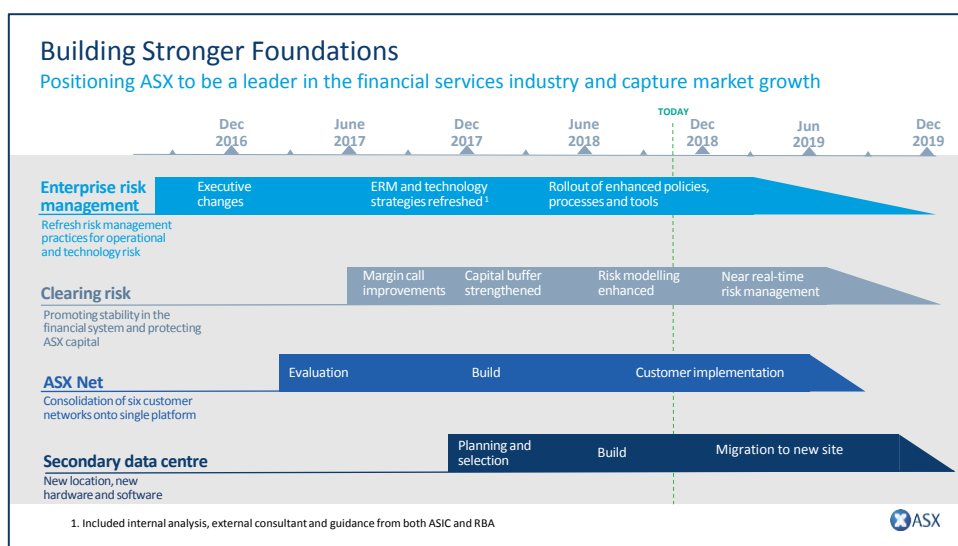 Building Stronger Foundations
Positioning ASX to be a leader in the financial services industry and capture market growth
TODAY
Dec
2016
June
2017
Dec
2017
June
2018
Dec
2018
Jun
2019
Dec
2019
Enterprise risk
management
Refresh risk management
practices for operational
and technology risk
Executive
changes
ERM and technology
strategies refreshed 1
Rollout of enhanced policies,
processes and tools
Clearing risk
Promoting stability in the
financial system and protecting
ASX capital
Margin call
improvements
Capital buffer
strengthened
Risk modelling
enhanced
Near real-time
risk management
ASX Net
Consolidation of six customer
networks onto single platform
Evaluation
Build
Customer implementation
Secondary data centre
New location, new
hardware and software
Planning and
selection
Build
Migration to new site
1. Included internal analysis, external consultant and guidance from both ASIC and RBA
ASX